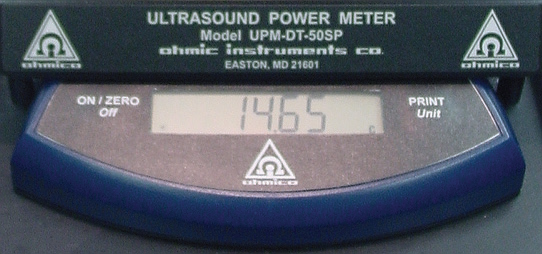 ULTRASOUND POWER METER
Model UPM-DT-50SP
ohmic instruments co.
EASTON, MD 21601
ohmico
ohmico
ON / ZERO
Off
14.65
G
PRINT
Unit
ohmico